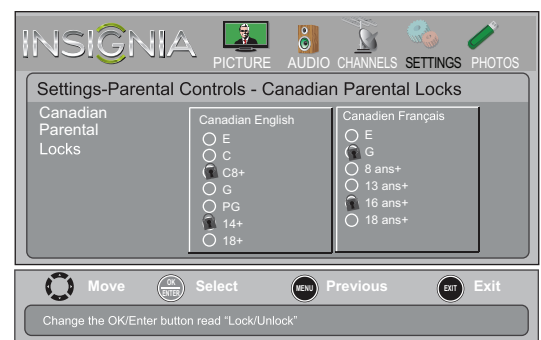 INSIGNIA
PICTURE AUDIO CHANNELS SETTINGS PHOTOS
Settings-Parental Controls - Canadian Parental Locks
Canadian
Parental
Locks
Canadian English
E
C
C8+
G
PG
14+
18+
Canadien Français
E
G
8 ans+
13 ans+
16 ans+
18 ans+
Move
OK
ENTER
Select
MENU
Previous
EXIT
Exit
Change the OK/Enter button read “Lock/Unlock”